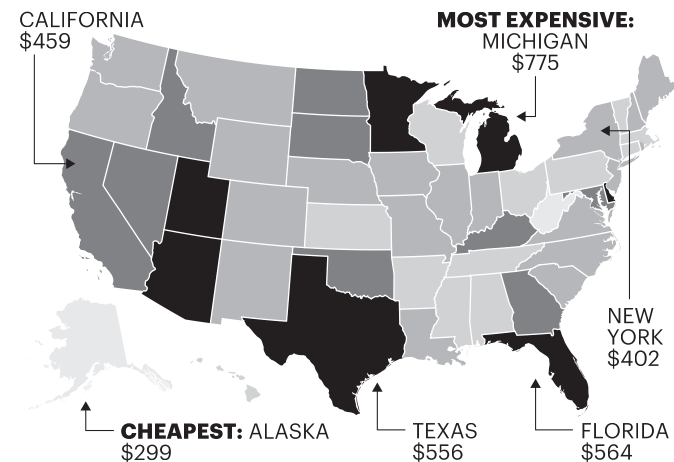 CALIFORNIA
$459
MOST EXPENSIVE:
MICHIGAN
$775
NEW
YORK
$402
CHEAPEST: ALASKA
$299
TEXAS
$556
FLORIDA
$564